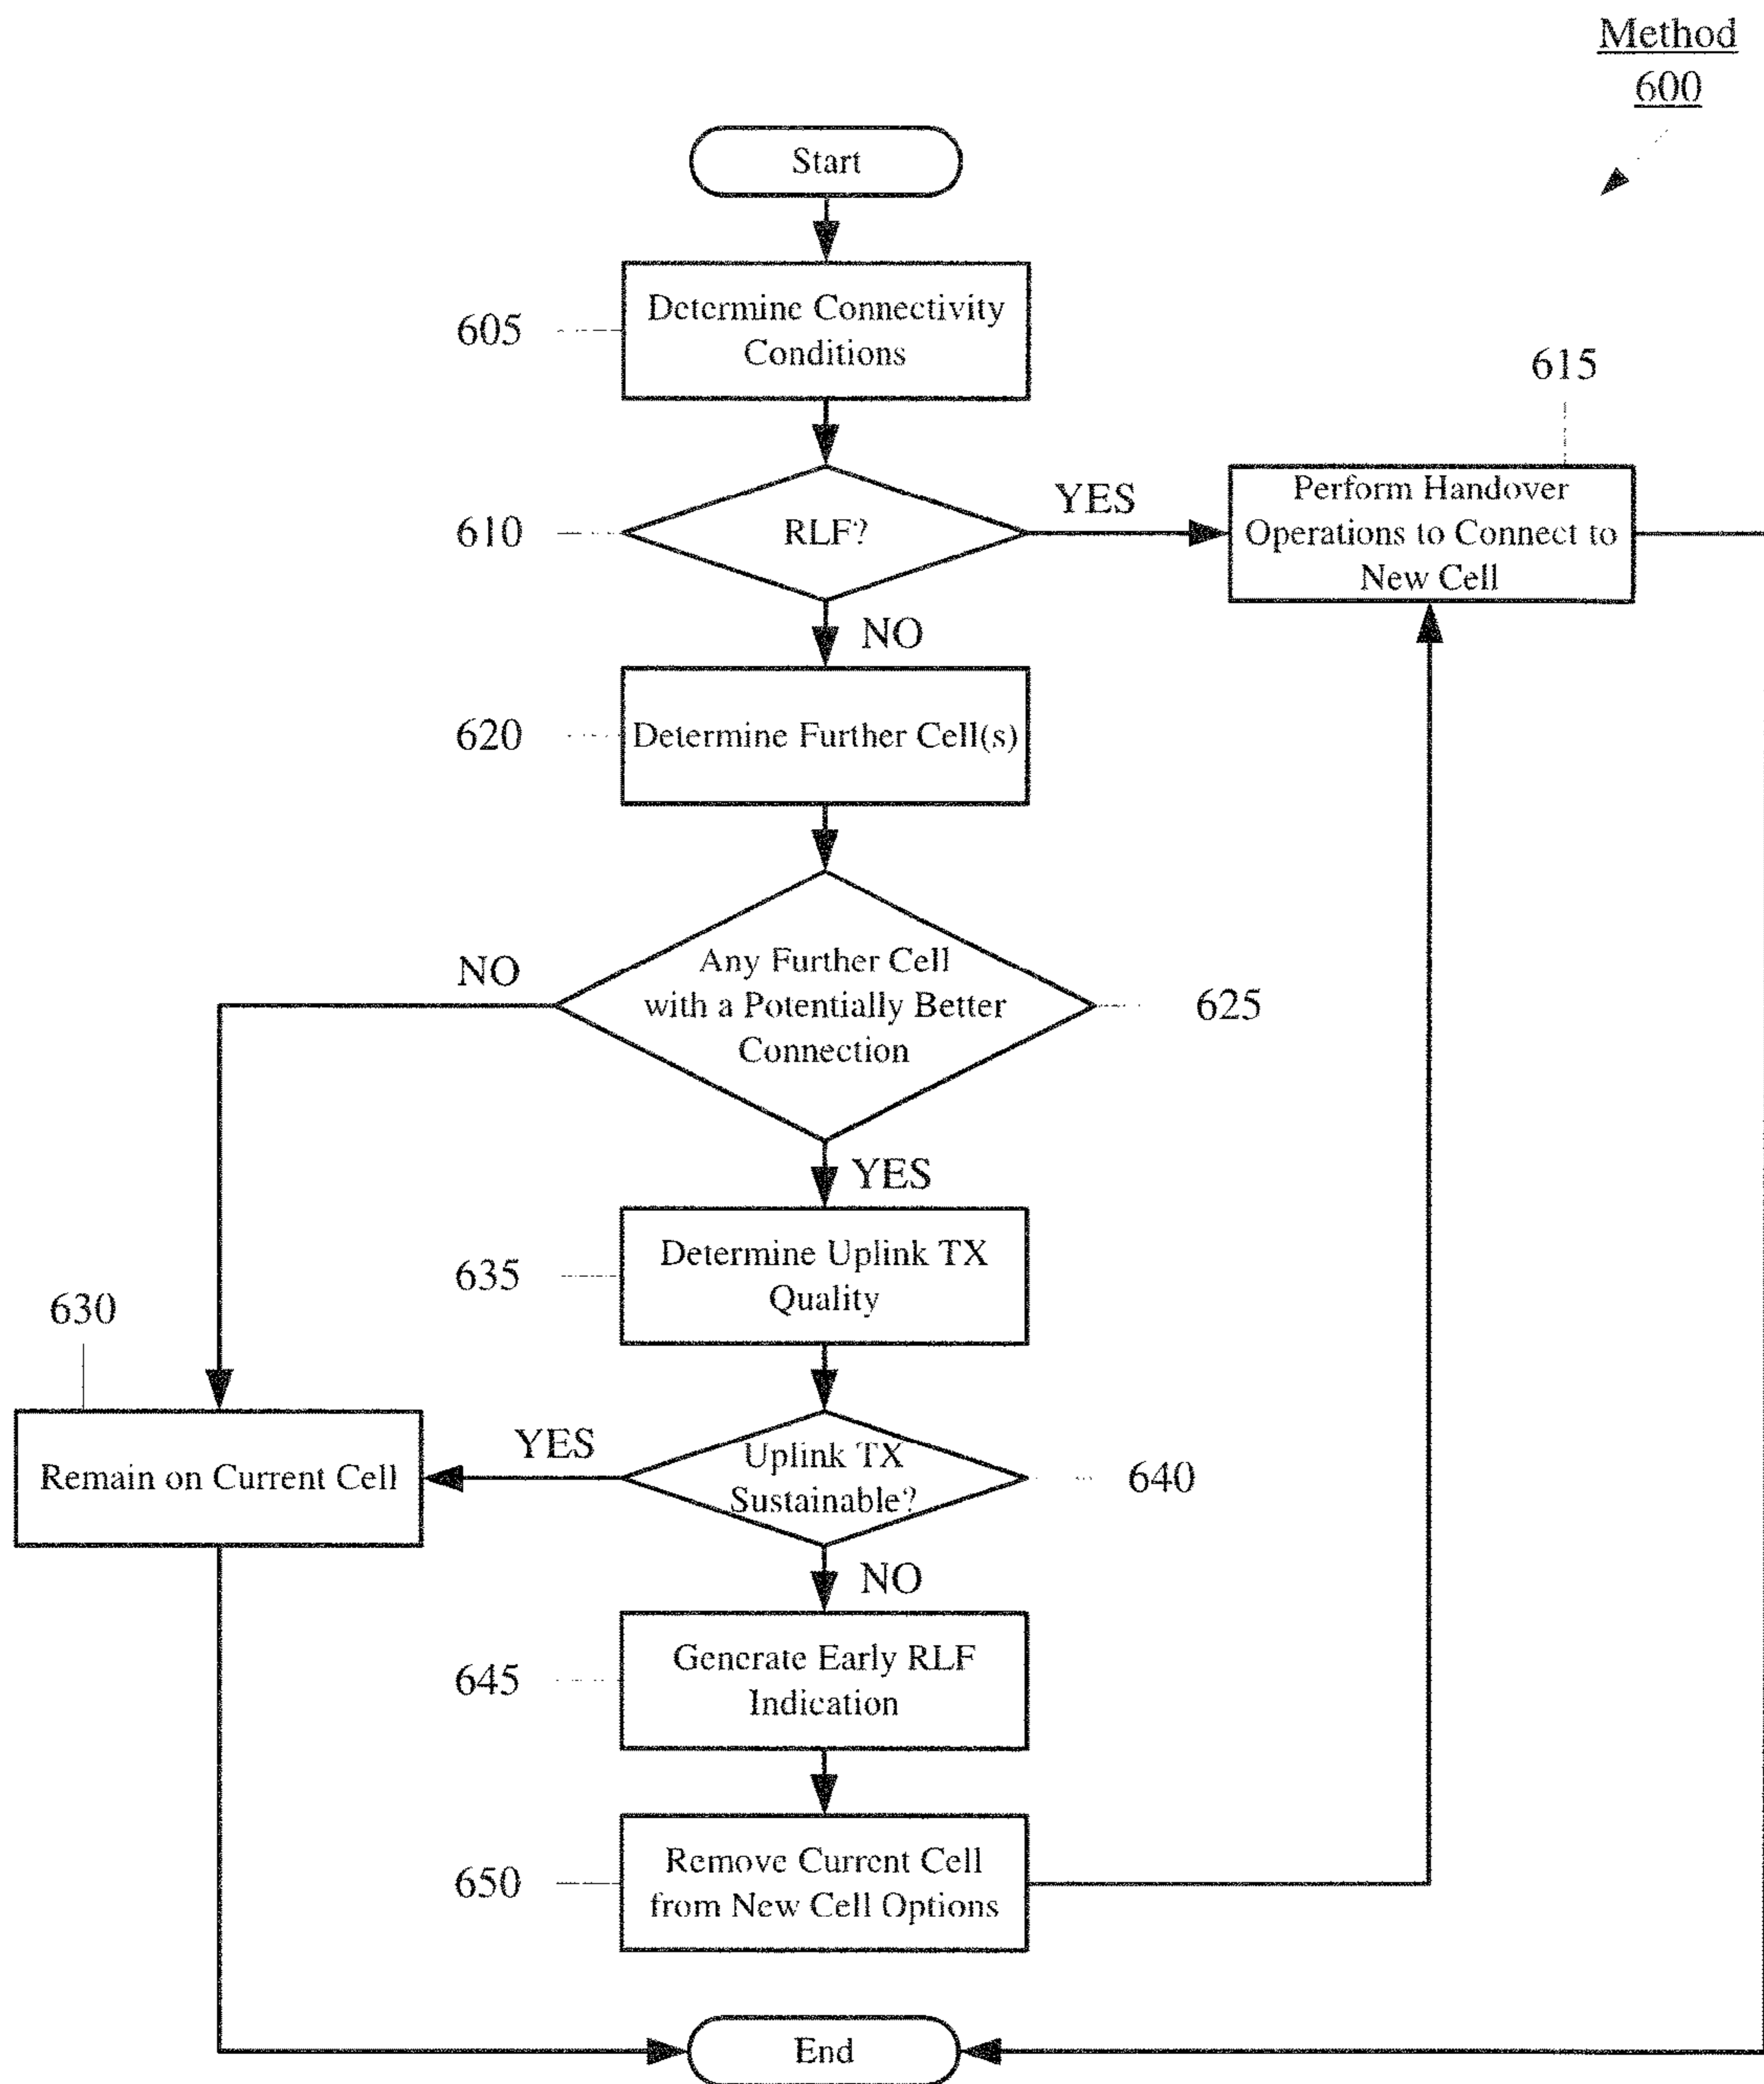 Method
600
Start
605
Determine Connectivity
Conditions
615
610
RLF?
YES
Perform Handover
Operations to Connect to
New Cell
NO
620
Determine Further Cell(s)
NO
Any Further Cell
with a Potentially Better
Connection
625
YES
635
Determine Uplink TX
Quality
630
Remain on Current Cell
YES
Uplink TX
Sustainable?
640
NO
645
Generate Early RLF
Indication
650
Remove Current Cell
from New Cell Options
End